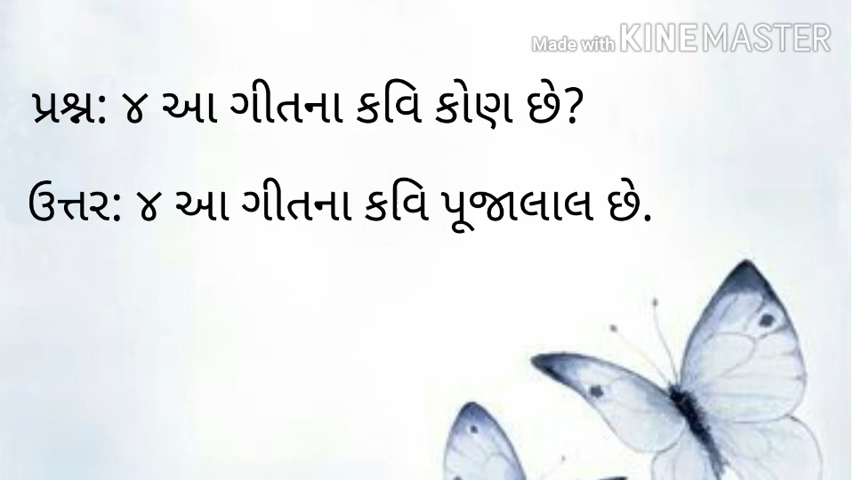 Made with KINEMASTER
પ્રશ્ન: ૪ આ ગીતના કવિ કોણ છે?
ઉત્તર: ૪ આ ગીતના કવિ પૂજાલાલ છે.